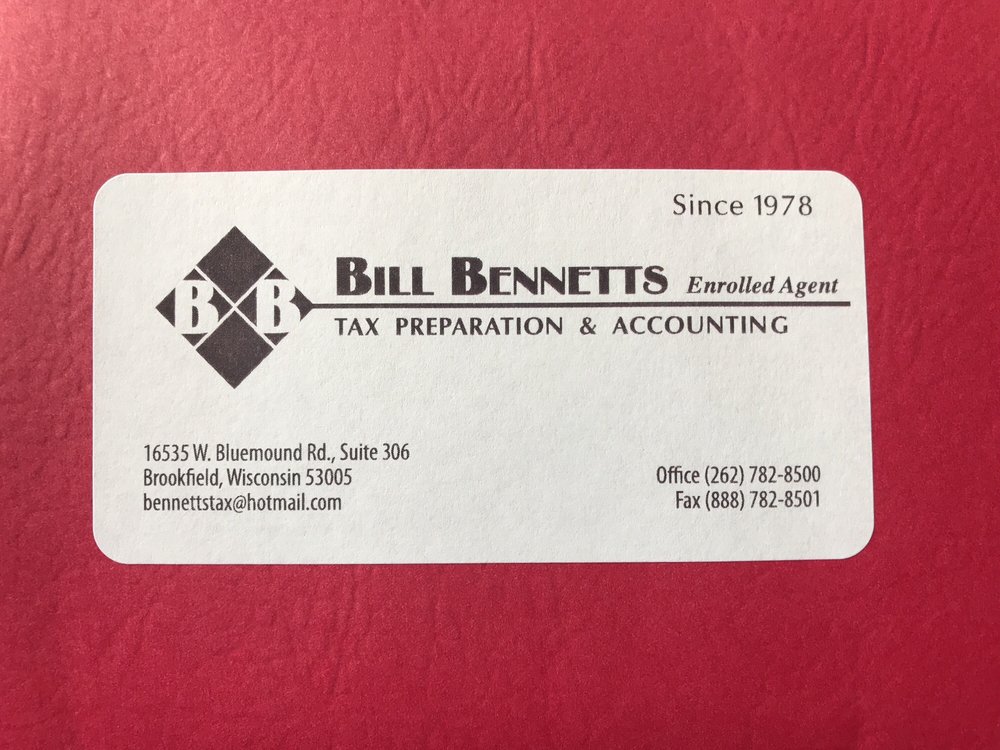 Since 1978
BILL BENNETTS Enrolled Agent
B B
TAX PREPARATION & ACCOUNTING
16535 W. Bluemound Rd., Suite 306
Brookfield, Wisconsin 53005
bennettstax@hotmail.com
Office (262) 782-8500
Fax (888) 782-8501